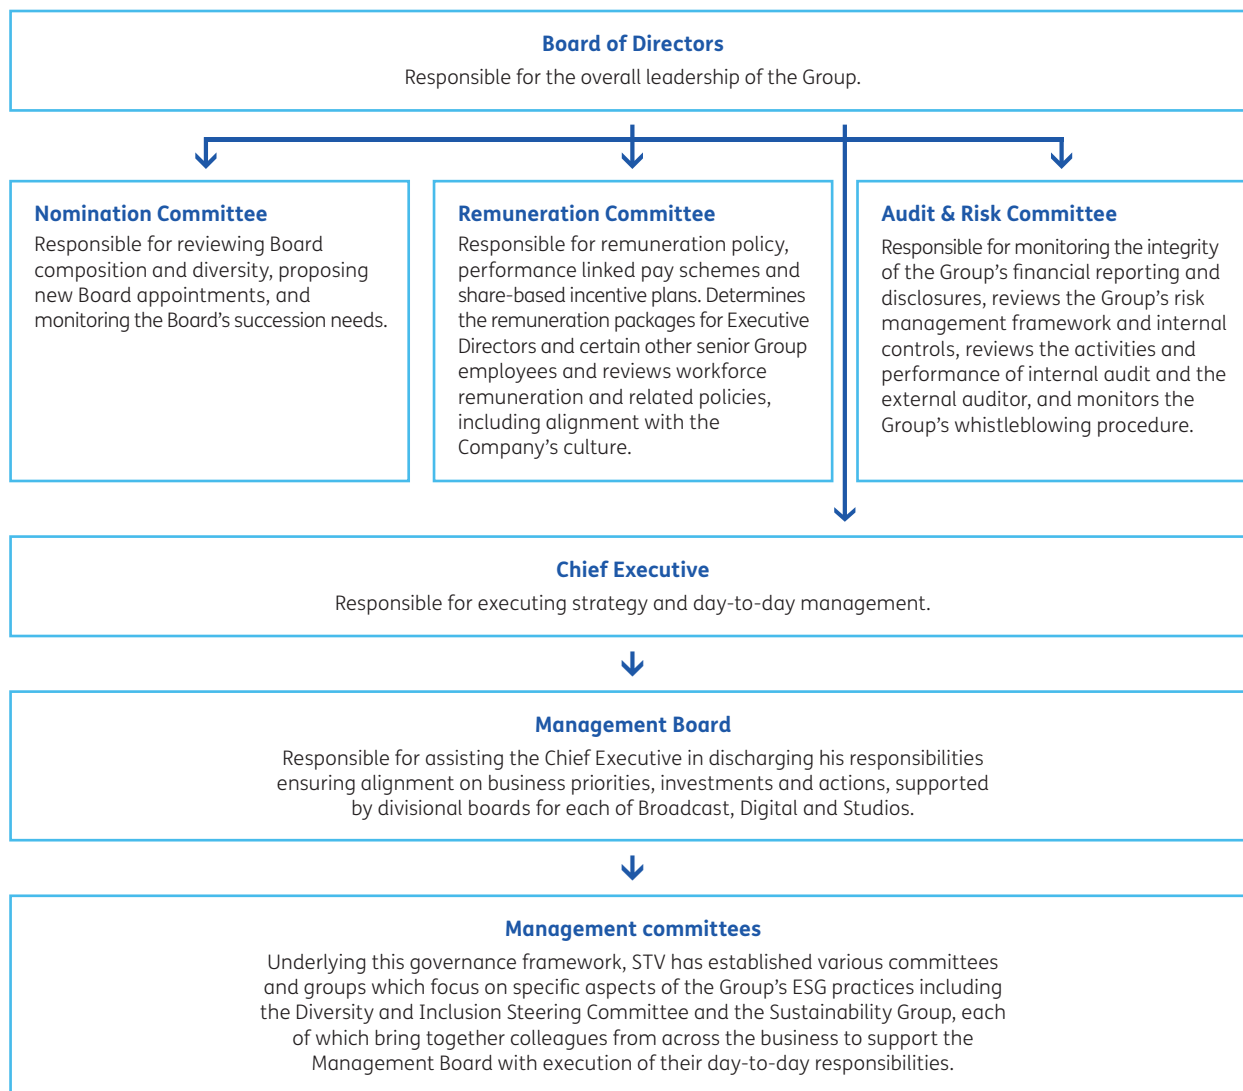 Board of Directors
Responsible for the overall leadership of the Group.
Nomination Committee
Responsible for reviewing Board
composition and diversity, proposing
new Board appointments, and
monitoring the Board’s succession needs.
Remuneration Committee
Responsible for remuneration policy,
performance linked pay schemes and
share-based incentive plans. Determines
the remuneration packages for Executive
Directors and certain other senior Group
employees and reviews workforce
remuneration and related policies,
including alignment with the
Company’s culture.
Audit & Risk Committee
Responsible for monitoring the integrity
of the Group’s financial reporting and
disclosures, reviews the Group’s risk
management framework and internal
controls, reviews the activities and
performance of internal audit and the
external auditor, and monitors the
Group’s whistleblowing procedure.
Chief Executive
Responsible for executing strategy and day-to-day management.
Management Board
Responsible for assisting the Chief Executive in discharging his responsibilities
ensuring alignment on business priorities, investments and actions, supported
by divisional boards for each of Broadcast, Digital and Studios.
Management committees
Underlying this governance framework, STV has established various committees
and groups which focus on specific aspects of the Group’s ESG practices including
the Diversity and Inclusion Steering Committee and the Sustainability Group, each
of which bring together colleagues from across the business to support the
Management Board with execution of their day-to-day responsibilities.